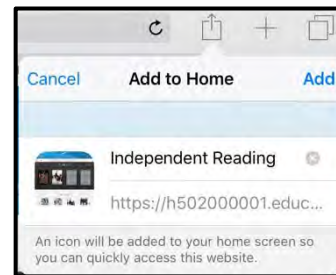 Cancel Add to Home Add
Independent Reading
https://h502000001.educ...
An icon will be added to your home screen so
you can quickly access this website.